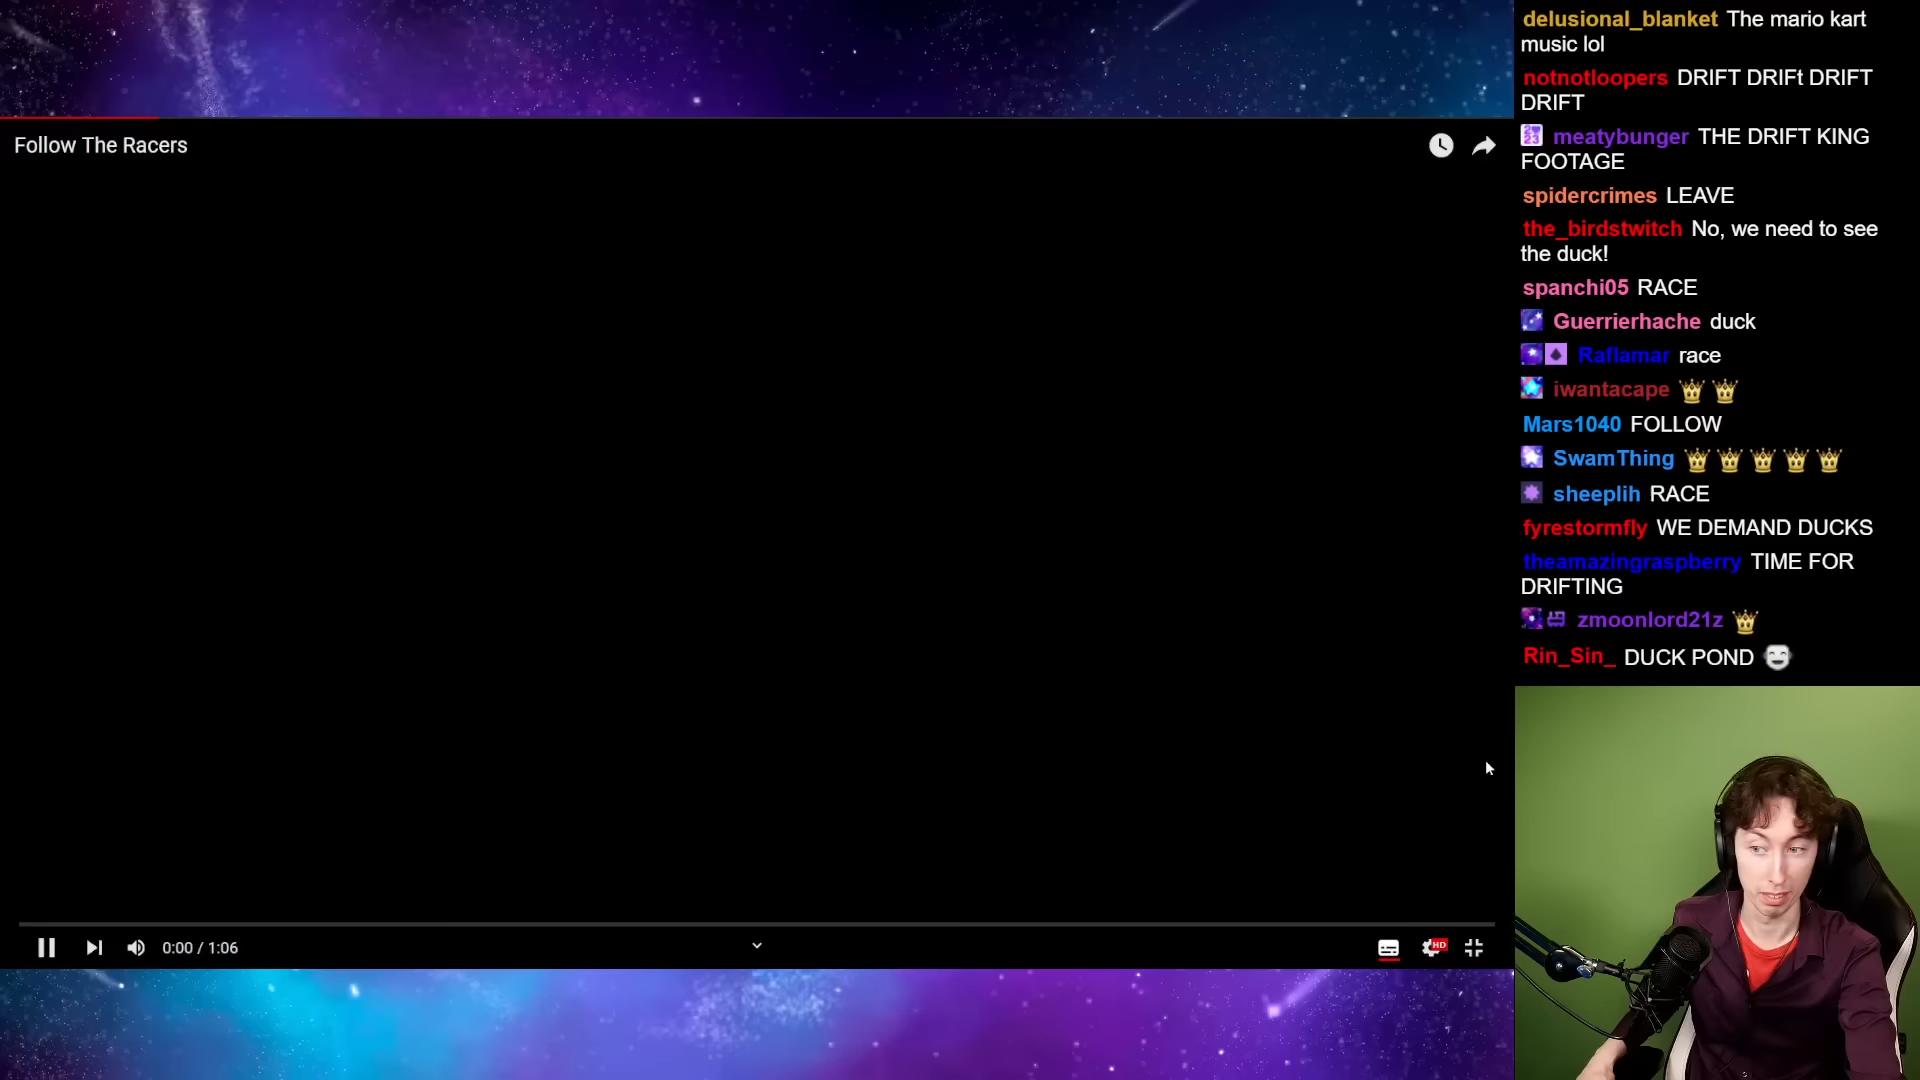 Follow The Racers
0:00 / 1:06
HD
delusional_blanket The mario kart
music lol
notnotloopers DRIFT DRIFt DRIFT
DRIFT
meatybunger THE DRIFT KING
FOOTAGE
spidercrimes LEAVE
the_birdstwitch No, we need to see
the duck!
spanchi05 RACE
Guerrierhache duck
Raflamar race
iwantacape
Mars1040 FOLLOW
SwamThing
sheeplih RACE
fyrestormfly WE DEMAND DUCKS
theamazingraspberry TIME FOR
DRIFTING
zmoonlord21z
Rin_Sin_ DUCK POND